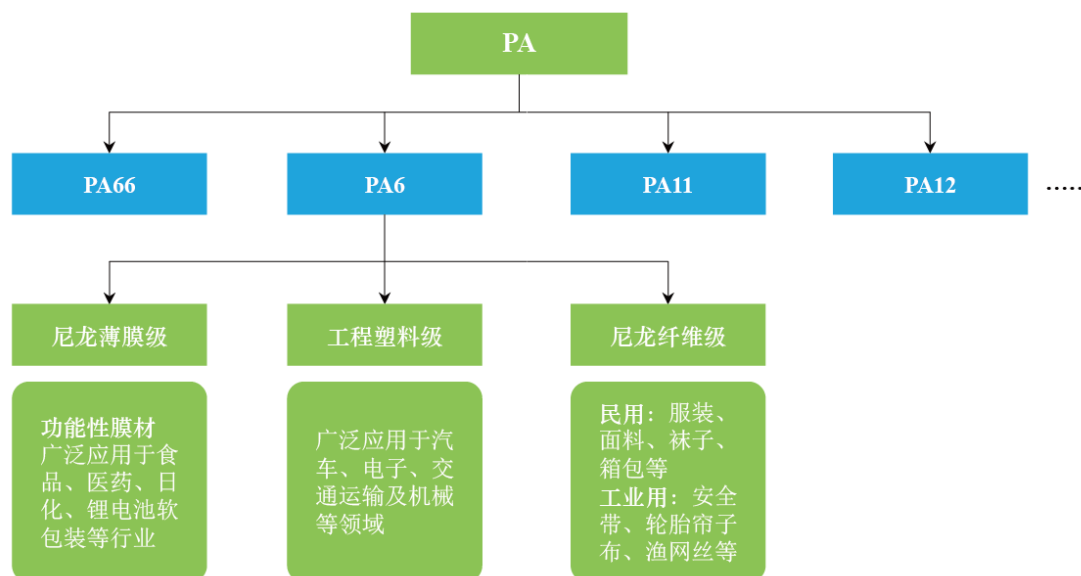 PA
PA66
PA6
PA11
PA12
.....
尼龙薄膜级
工程塑料级
尼龙纤维级
功能性膜材
广泛应用于食
品、医药、日
化、锂电池软
包装等行业
广泛应用于汽
车、电子、交
通运输及机械
等领域
民用：服装、
面料、袜子、
箱包等
工业用：安全
带、轮胎帘子
布、渔网丝等